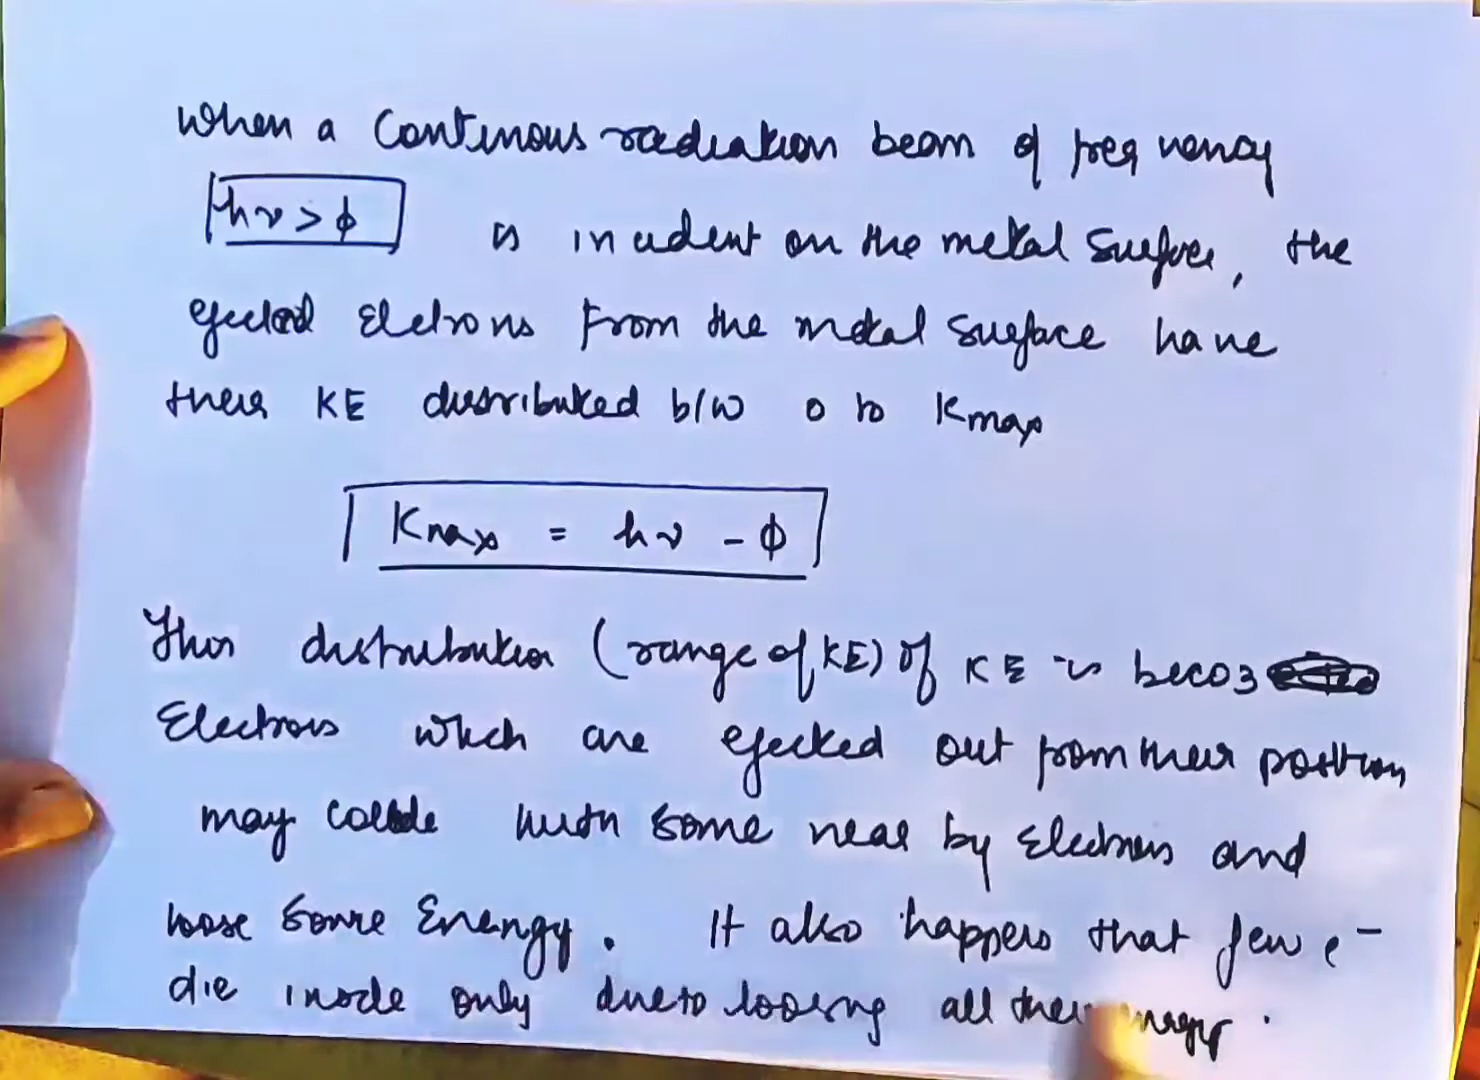 When a Continous radiation beam of frequency
hν > ϕ is incident on the metal Surface, the
ejected Eletrons from the metal surface have
their KE distributed b/w 0 to Kmax
Kmax = hν - ϕ
This distribution (range of KE) of KE is becoz
Electrons which are ejected out from their position
may collide with some near by Electrons and
loose some Energy. It also happens that few e⁻
die inside only due to loosing all their energy.